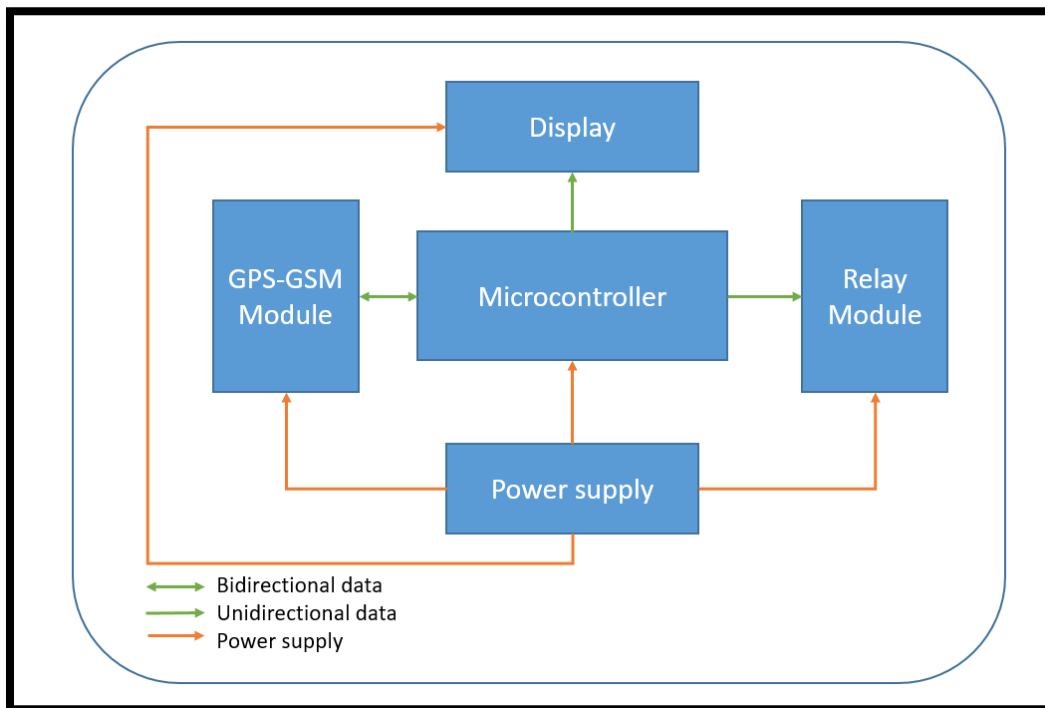 Display
GPS-GSM
Module
Microcontroller
Relay
Module
Power supply
Bidirectional data
Unidirectional data
Power supply